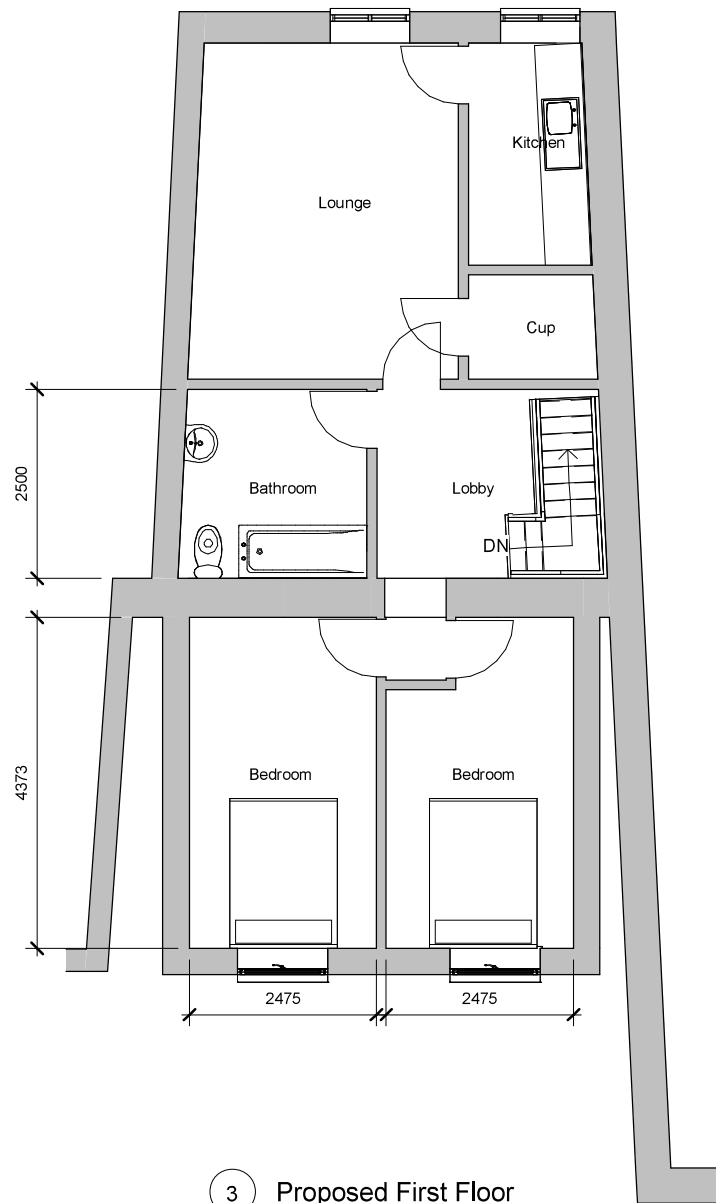 Kitchen
Lounge
Cup
2500
Bathroom
Lobby
DN
4373
Bedroom
Bedroom
2475
2475
3 Proposed First Floor